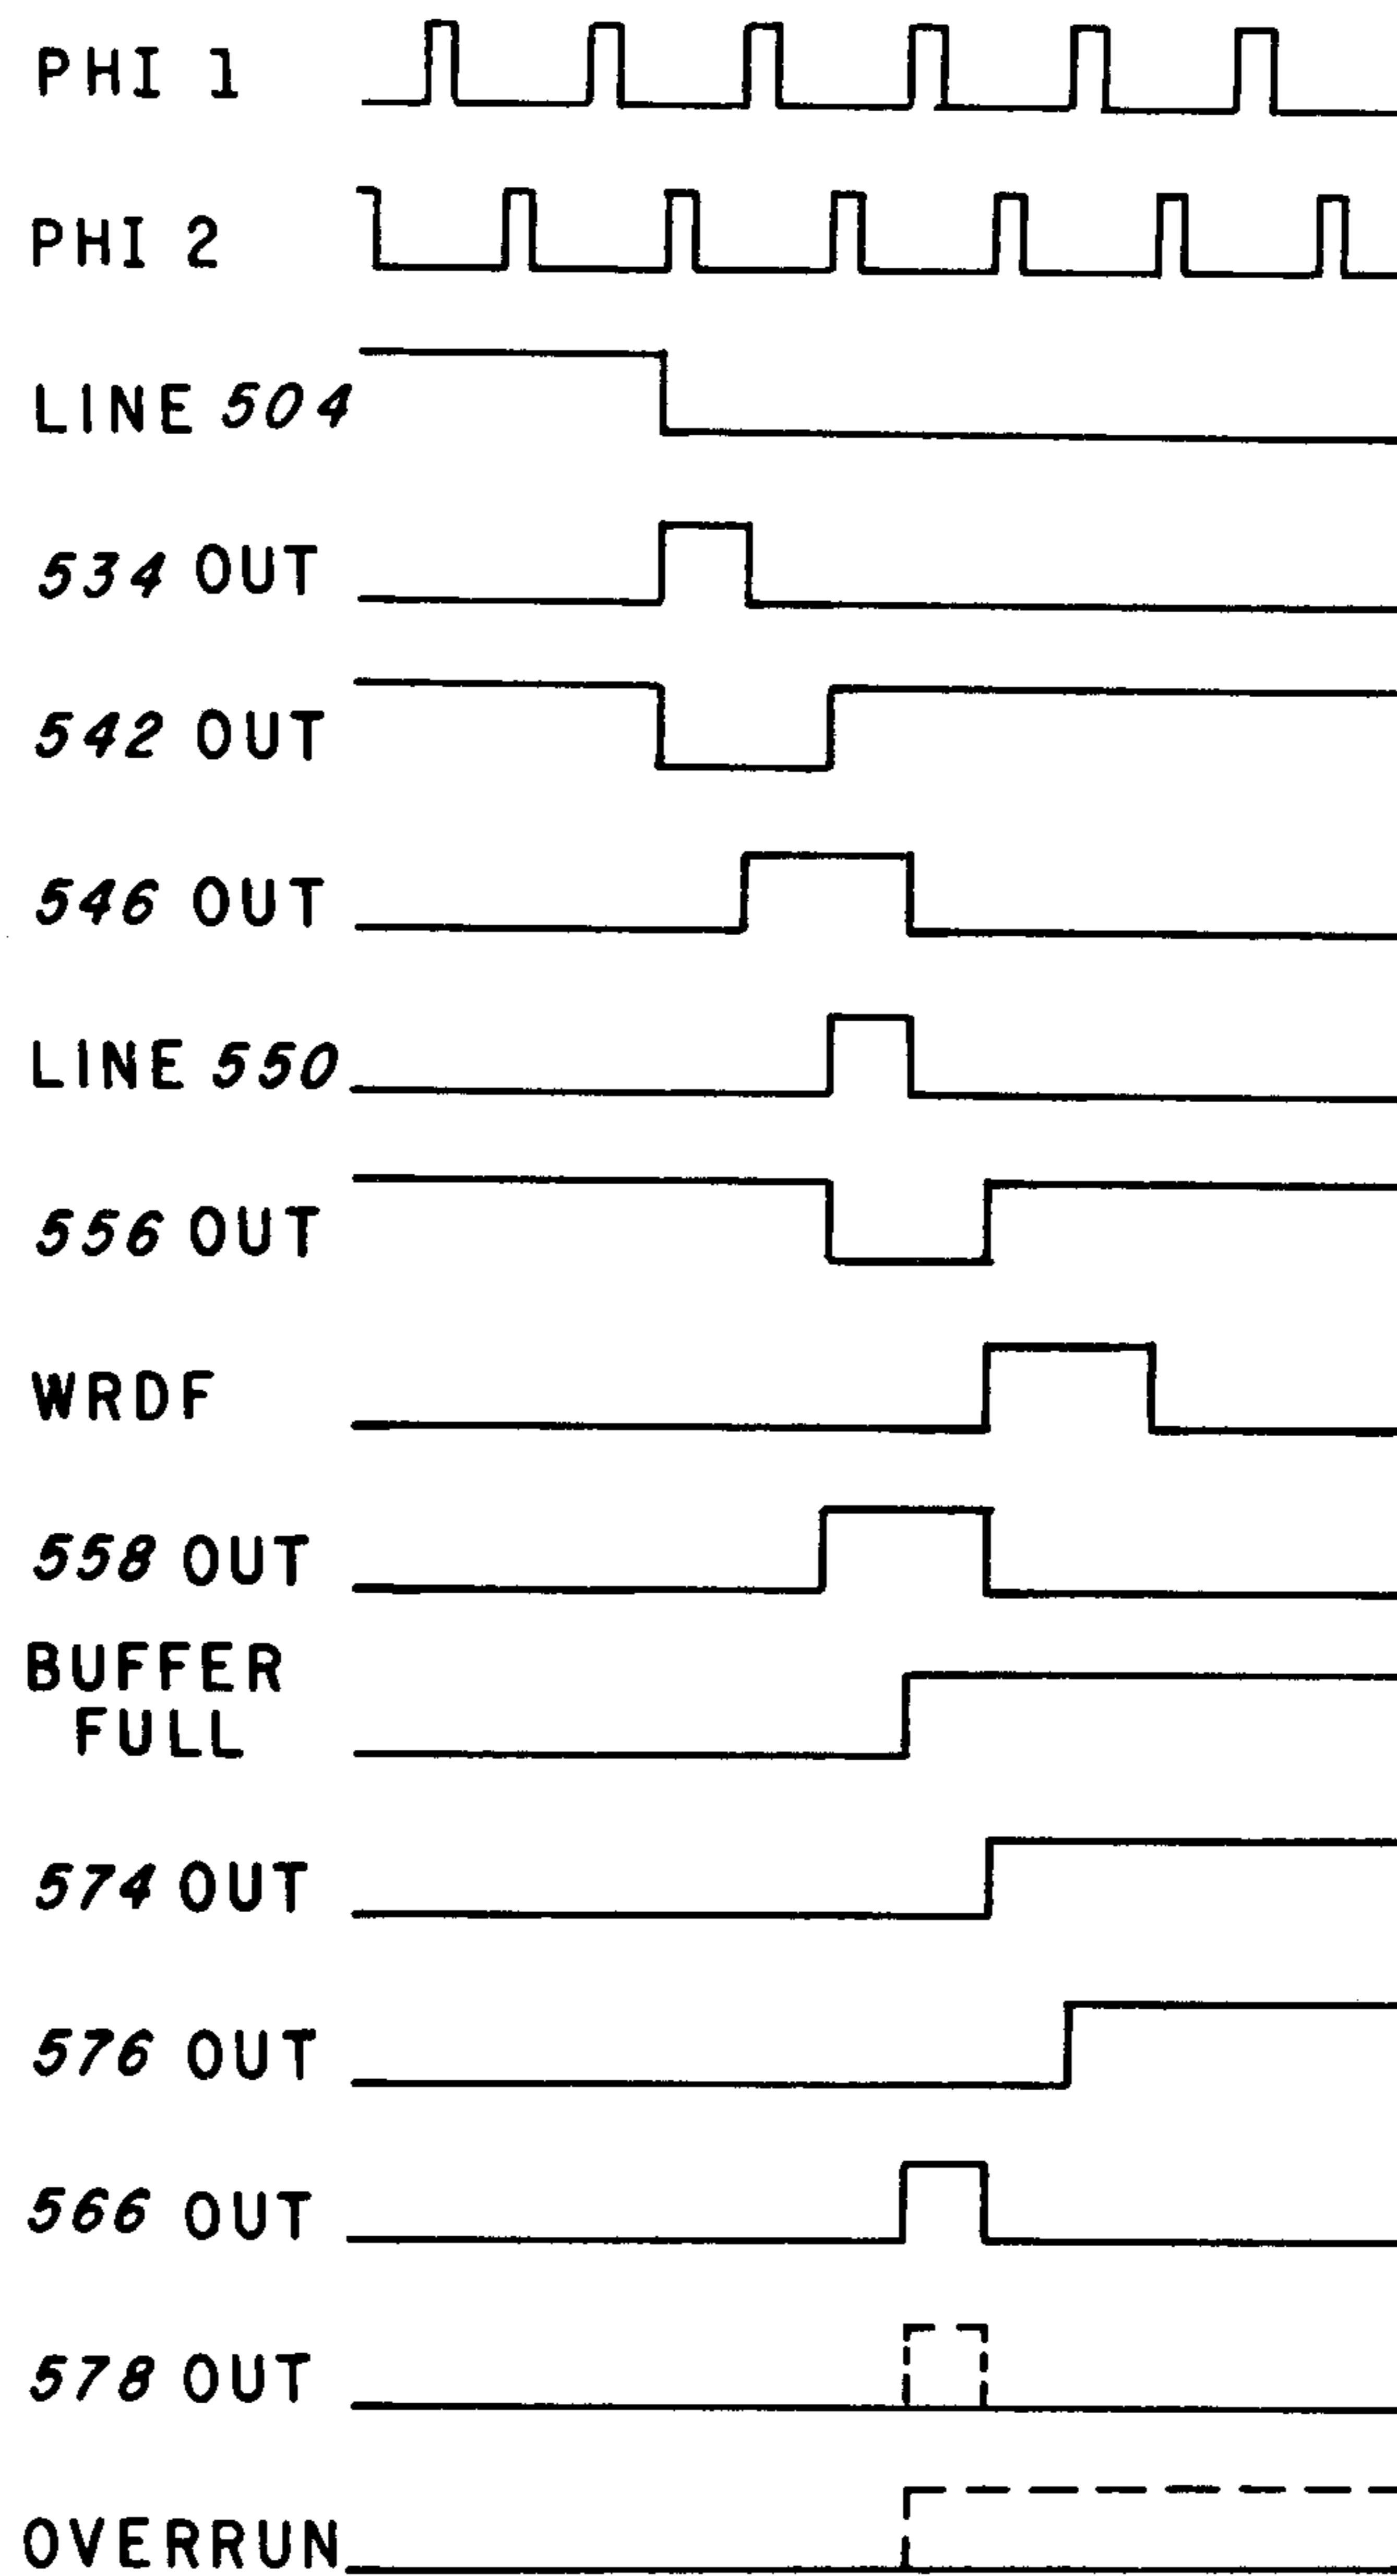 PHI 1
PHI 2
LINE 504
534 OUT
542 OUT
546 OUT
LINE 550
556 OUT
WRDF
558 OUT
BUFFER
FULL
574 OUT
576 OUT
566 OUT
578 OUT
OVERRUN